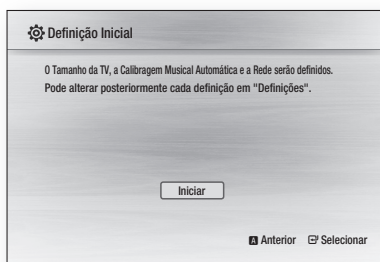 Definição Inicial
O Tamanho da TV, a Calibragem Musical Automática e a Rede serão definidos.
Pode alterar posteriormente cada definição em "Definições".
Iniciar
A Anterior Selecionar